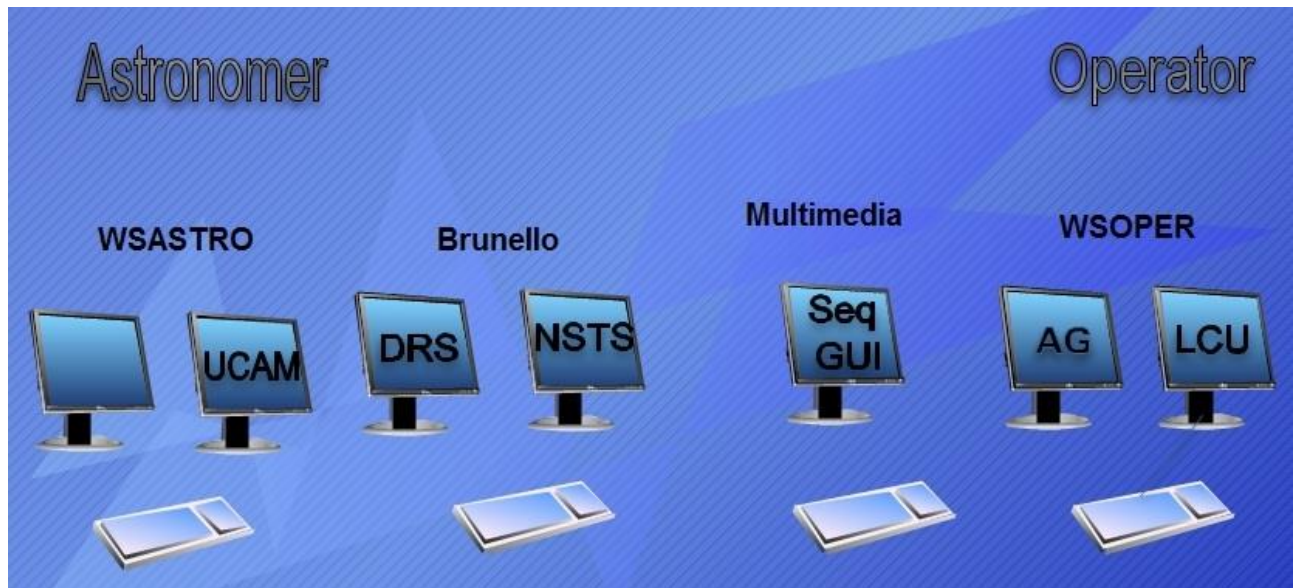 Astronomer
Operator
WSASTRO
Brunello
Multimedia
WSOPER
UCAM
DRS
NSTS
Seq
GUI
AG
LCU